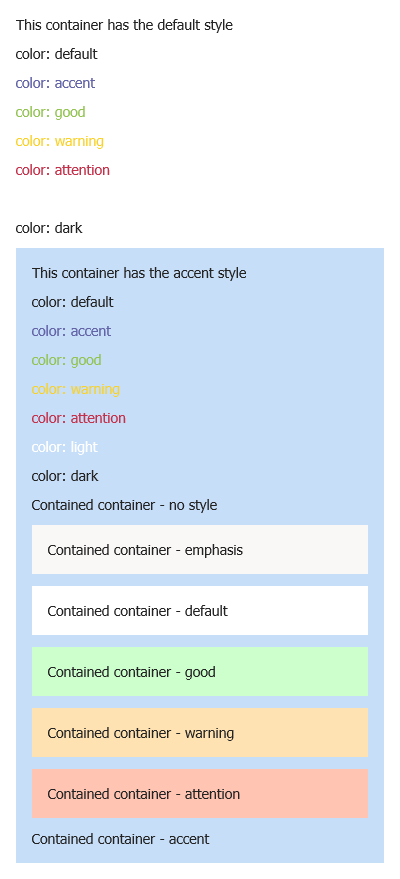 This container has the default style
color: default
color: accent
color: good
color: warning
color: attention
color: dark
This container has the accent style
color: default
color: accent
color: good
color: warning
color: attention
color: light
color: dark
Contained container - no style
Contained container - emphasis
Contained container - default
Contained container - good
Contained container - warning
Contained container - attention
Contained container - accent